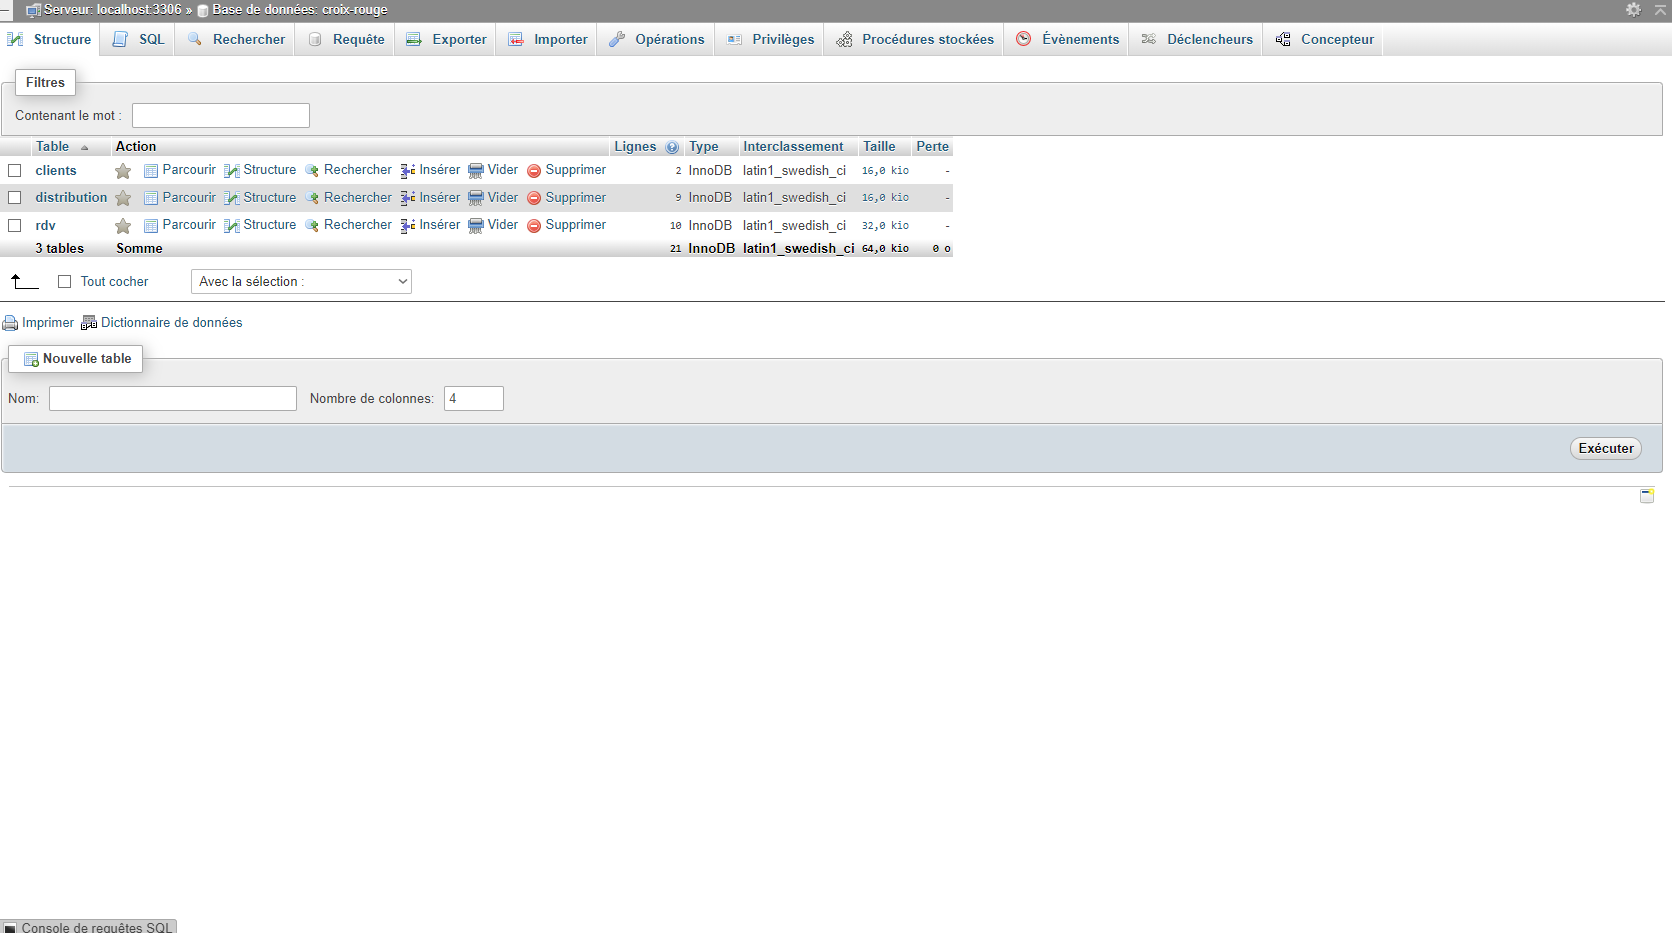 Serveur: localhost:3306 » Base de données: croix-rouge
Structure SQL Rechercher Requête Exporter Importer Opérations Privilèges Procédures stockées Évènements Déclencheurs Concepteur
Filtres
Contenant le mot :
Table Action Lignes Type Interclassement Taille Perte
clients Parcourir Structure Rechercher Insérer Vider Supprimer 2 InnoDB latin1_swedish_ci 16,0 kio -
distribution Parcourir Structure Rechercher Insérer Vider Supprimer 9 InnoDB latin1_swedish_ci 16,0 kio -
rdv Parcourir Structure Rechercher Insérer Vider Supprimer 10 InnoDB latin1_swedish_ci 32,0 kio -
3 tables Somme 21 InnoDB latin1_swedish_ci 64,0 kio 0 o
Tout cocher Avec la sélection :
Imprimer Dictionnaire de données
Nouvelle table
Nom: Nombre de colonnes: 4
Exécuter
Console de requêtes SQL